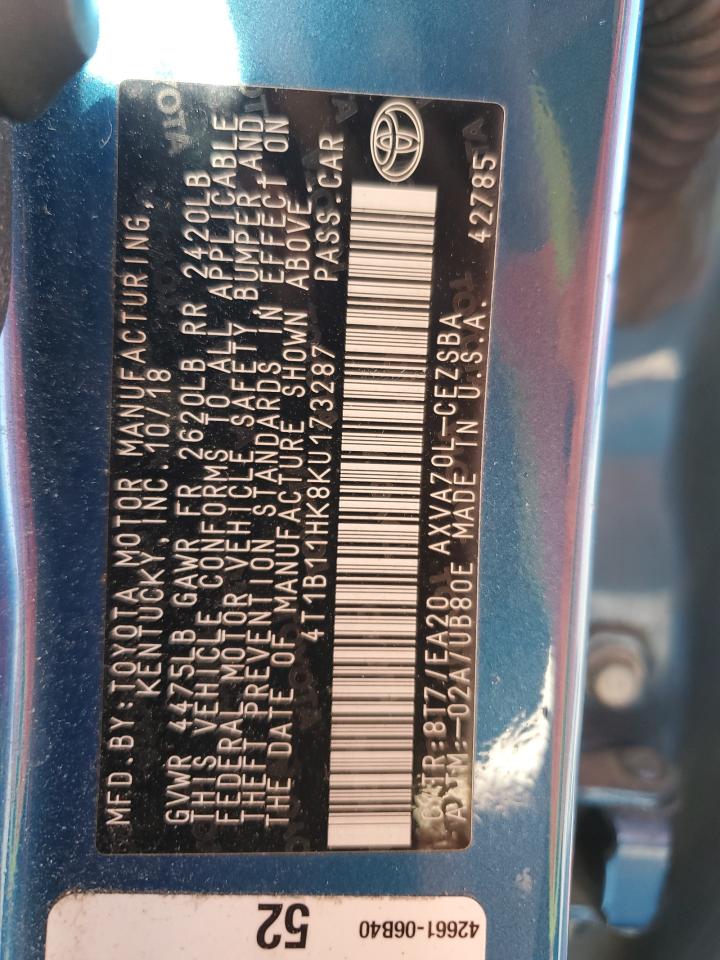 MFD.BY:TOYOTA MOTOR MANUFACTURING,
KENTUCKY, INC. 10/18
GVWR 4475LB GAWR FR 2620LB RR 2420LB
THIS VEHICLE CONFORMS TO ALL APPLICABLE
FEDERAL MOTOR VEHICLE SAFETY, BUMPER AND
THEFT PREVENTION STANDARDS IN EFFECT ON
THE DATE OF MANUFACTURE SHOWN ABOVE.
4T1B11HK8KU173287 PASS.CAR
C/TR:8T7/EA20 AXVA70L-CEZSBA
A/TM:-02A/UB80E MADE IN U.S.A. 42785
52
42661-06B40